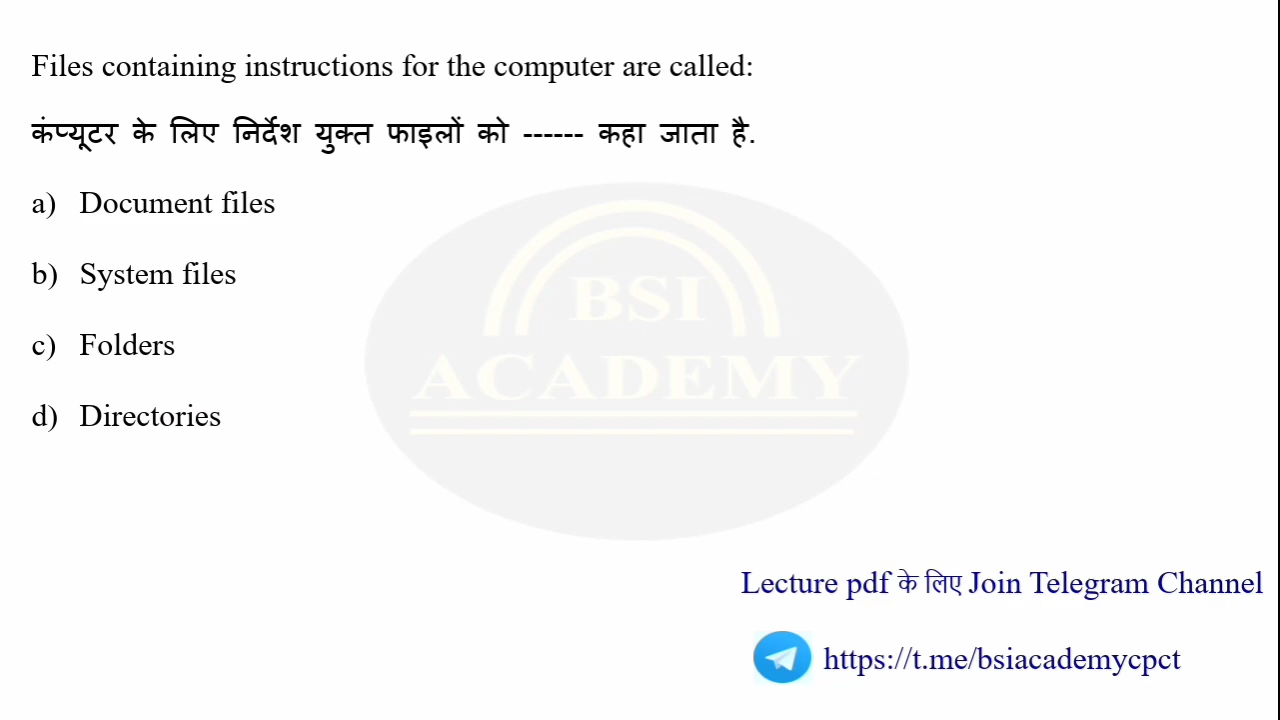 Files containing instructions for the computer are called:
कंप्यूटर के लिए निर्देश युक्त फाइलों को ------ कहा जाता है.
a) Document files
b) System files
c) Folders
d) Directories
BSI
ACADEMY
Lecture pdf के लिए Join Telegram Channel
https://t.me/bsiacademycpct